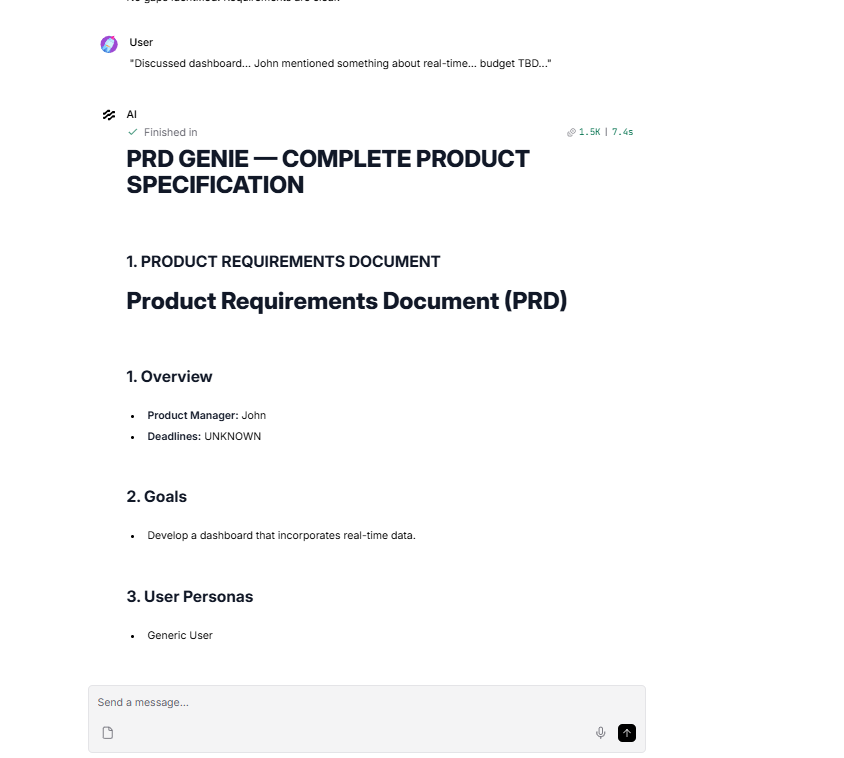 No gaps identified. Requirements are clear.
User
"Discussed dashboard... John mentioned something about real-time... budget TBD..."
AI
Finished in
1.5K | 7.4s
PRD GENIE — COMPLETE PRODUCT
SPECIFICATION
1. PRODUCT REQUIREMENTS DOCUMENT
Product Requirements Document (PRD)
1. Overview
• Product Manager: John
• Deadlines: UNKNOWN
2. Goals
• Develop a dashboard that incorporates real-time data.
3. User Personas
• Generic User
Send a message...